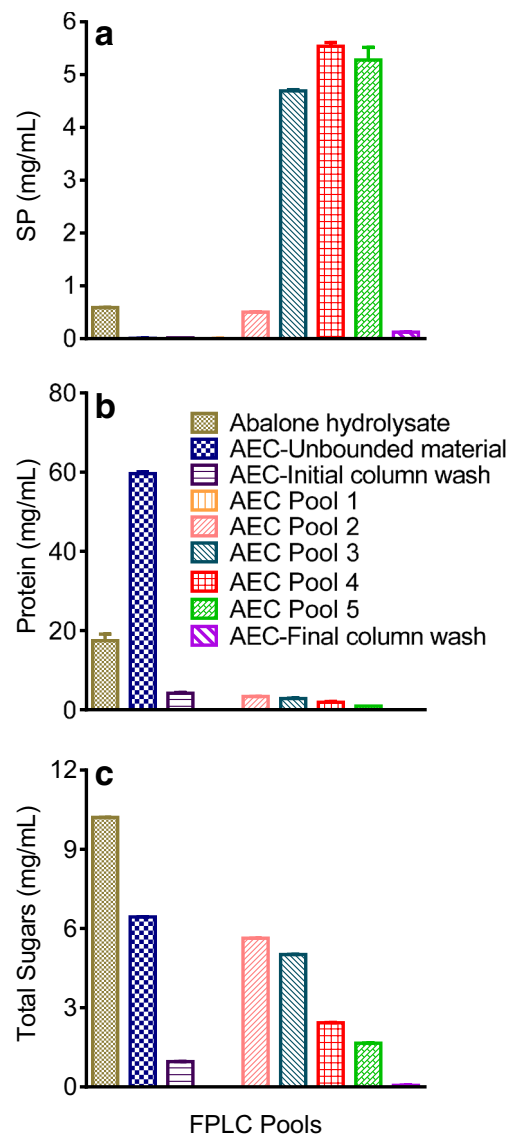 a
6
5
4
3
2
1
0
SP (mg/mL)
b
80
60
40
20
0
Protein (mg/mL)
Abalone hydrolysate
AEC-Unbounded material
AEC-Initial column wash
AEC Pool 1
AEC Pool 2
AEC Pool 3
AEC Pool 4
AEC Pool 5
AEC-Final column wash
c
12
9
6
3
0
Total Sugars (mg/mL)
FPLC Pools